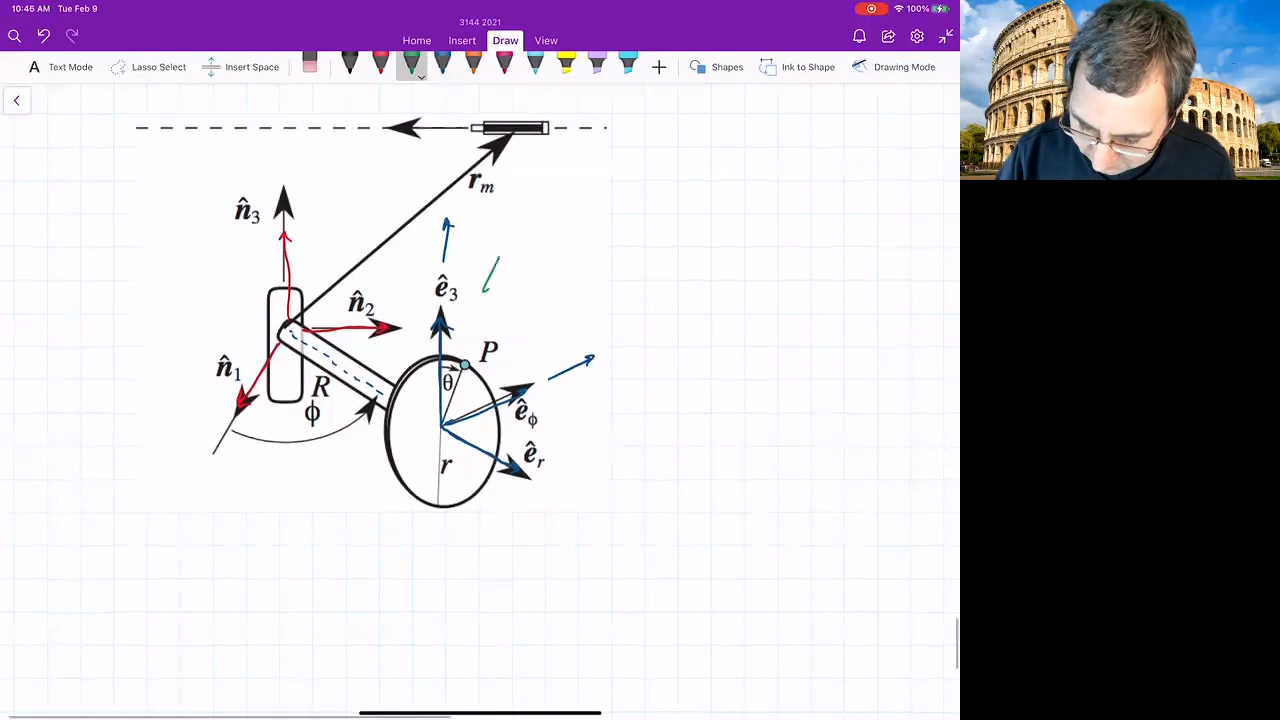 10:45 AM Tue Feb 9
100%
3144 2021
Home Insert Draw View
A Text Mode Lasso Select Insert Space Shapes Ink to Shape Drawing Mode
r_m
n̂_3
ê_3
n̂_2
P
n̂_1
θ
R
ϕ
ê_ϕ
ê_r
r